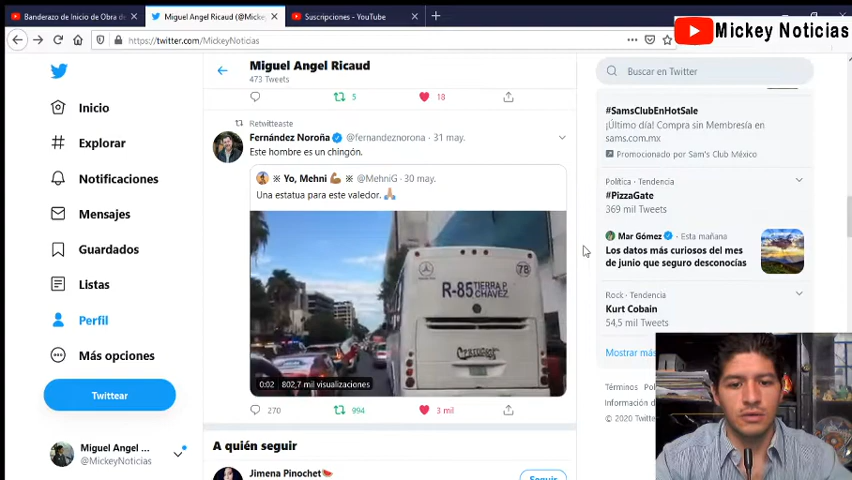 Banderazo de Inicio de Obra de
Miguel Angel Ricaud (@Mickey
Suscripciones - YouTube
https://twitter.com/MickeyNoticias
Mickey Noticias
Inicio
Explorar
Notificaciones
Mensajes
Guardados
Listas
Perfil
Más opciones
Twittear
Miguel Angel ...
@MickeyNoticias
Miguel Angel Ricaud
473 Tweets
5
18
Retwitteaste
Fernández Noroña @fernandeznorona · 31 may.
Este hombre es un chingón.
※ Yo, Mehni 💪🏽 ※ @MehniG · 30 may.
Una estatua para este valedor. 🙏🏽
78
R-85 TIERRA P.
CHAVEZ
0:02 802,7 mil visualizaciones
270
994
3 mil
A quién seguir
Jimena Pinochet🍉
Seguir
Buscar en Twitter
#SamsClubEnHotSale
¡Último día! Compra sin Membresía en
sams.com.mx
Promocionado por Sam's Club México
Política · Tendencia
#PizzaGate
369 mil Tweets
Mar Gómez · Esta mañana
Los datos más curiosos del mes
de junio que seguro desconocías
Rock · Tendencia
Kurt Cobain
54,5 mil Tweets
Mostrar más
Términos Pol
Información d
© 2020 Twitter